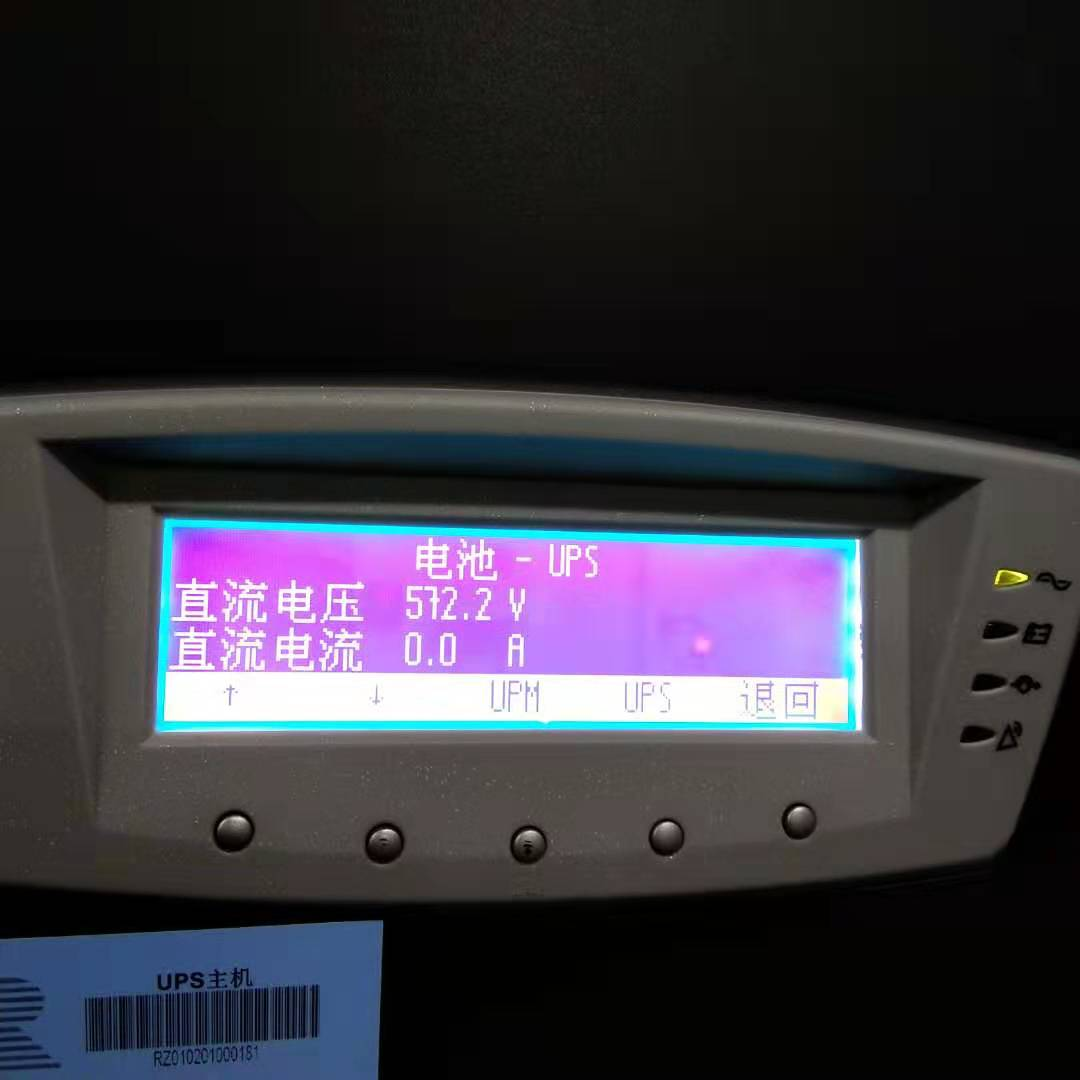 电池 - UPS
直流电压 572.2 V
直流电流 0.0 A
↑ ↓ UPM UPS 退回
UPS主机
RZ010201000181